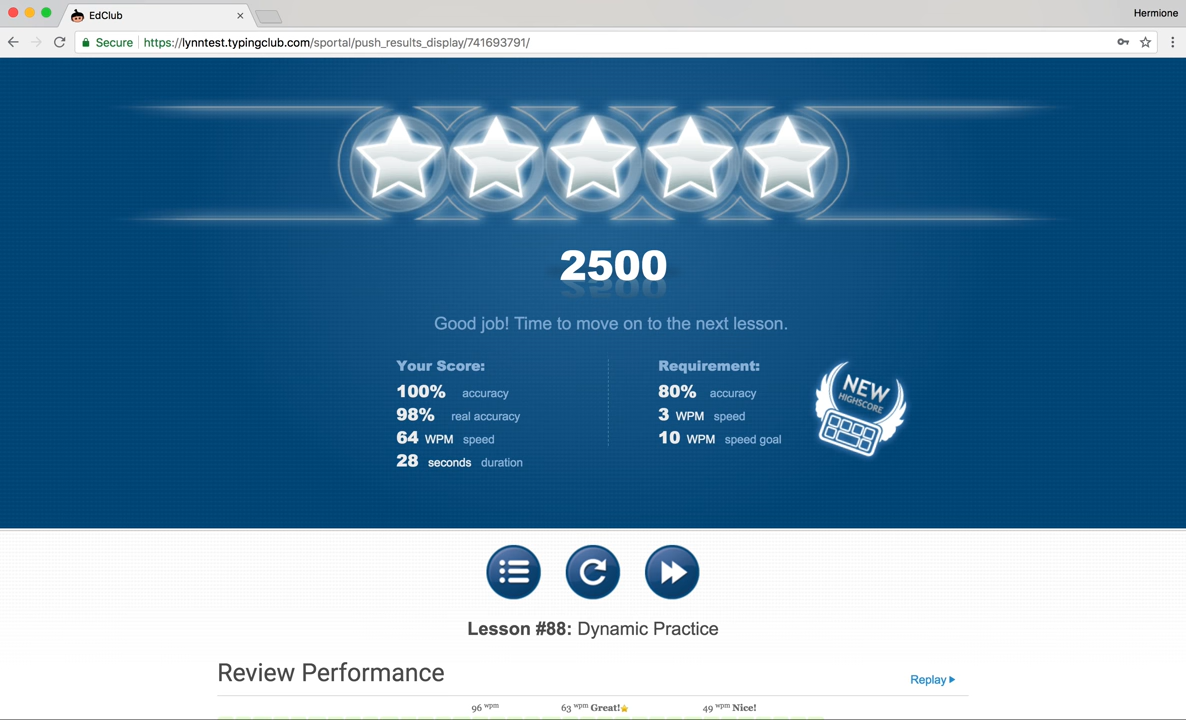 EdClub
Hermione
Secure https://lynntest.typingclub.com/sportal/push_results_display/741693791/
2500
Good job! Time to move on to the next lesson.
Your Score:
100% accuracy
98% real accuracy
64 WPM speed
28 seconds duration
Requirement:
80% accuracy
3 WPM speed
10 WPM speed goal
NEW
HIGHSCORE
Lesson #88: Dynamic Practice
Review Performance
Replay
96 wpm 63 wpm Great! 49 wpm Nice!